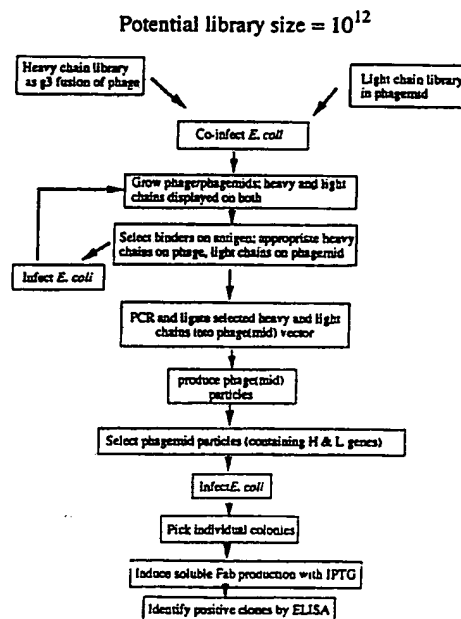 Potential library size = 10¹²
Heavy chain library
as g3 fusion of phage
Light chain library
in phagemid
Co-infect E. coli
Grow phage/phagemids; heavy and light
chains displayed on both
Select binders on antigen; appropriate heavy
chains on phage, light chains on phagemid
Infect E. coli
PCR and ligate selected heavy and light
chains into phage(mid) vector
produce phage(mid)
particles
Select phagemid particles (containing H & L genes)
Infect E. coli
Pick individual colonies
Induce soluble Fab production with IPTG
Identify positive clones by ELISA